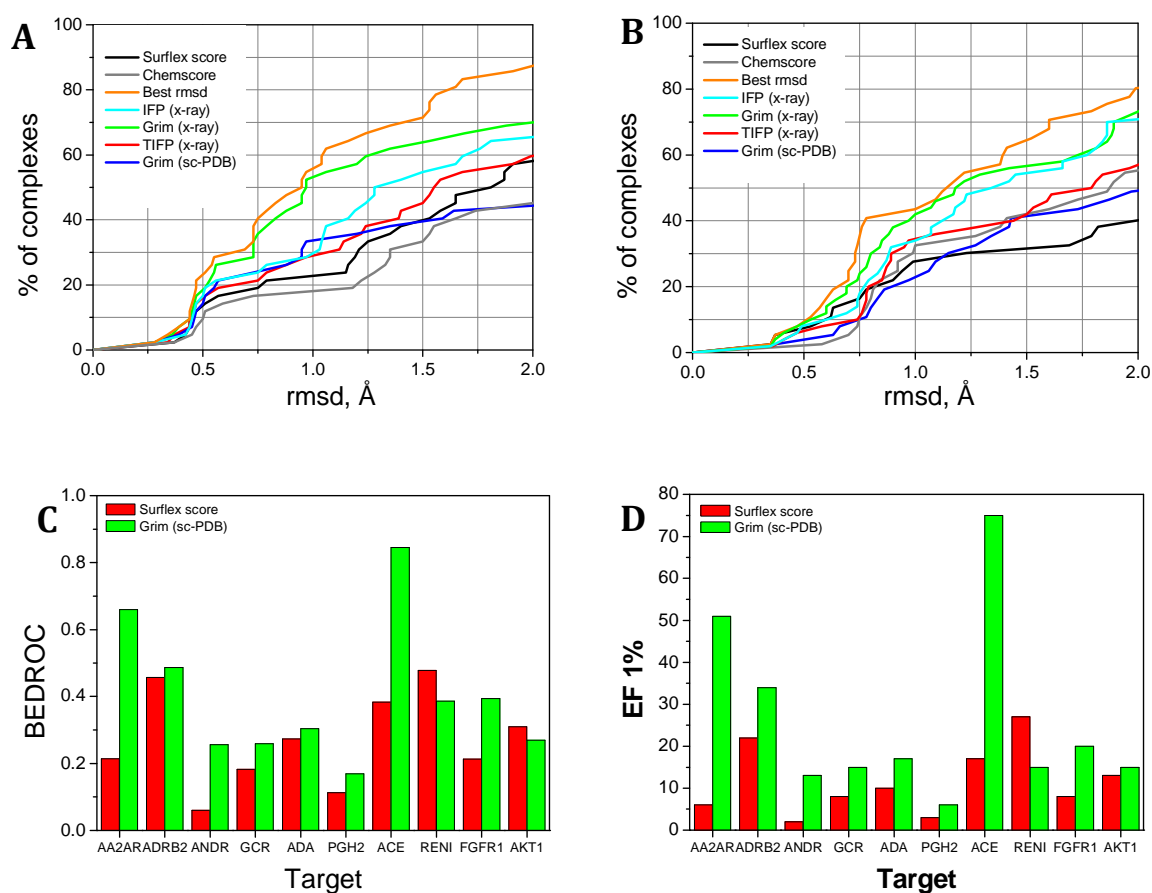 A
Surflex score
Chemscore
Best rmsd
IFP (x-ray)
Grim (x-ray)
TIFP (x-ray)
Grim (sc-PDB)
% of complexes
100
80
60
40
20
0
0.0 0.5 1.0 1.5 2.0
rmsd, Å
B
Surflex score
Chemscore
Best rmsd
IFP (x-ray)
Grim (x-ray)
TIFP (x-ray)
Grim (sc-PDB)
% of complexes
100
80
60
40
20
0
0.0 0.5 1.0 1.5 2.0
rmsd, Å
C
Surflex score
Grim (sc-PDB)
BEDROC
1.0
0.8
0.6
0.4
0.2
0.0
AA2AR ADRB2 ANDR GCR ADA PGH2 ACE RENI FGFR1 AKT1
Target
D
Surflex score
Grim (sc-PDB)
EF 1%
80
70
60
50
40
30
20
10
0
AA2AR ADRB2 ANDR GCR ADA PGH2 ACE RENI FGFR1 AKT1
Target